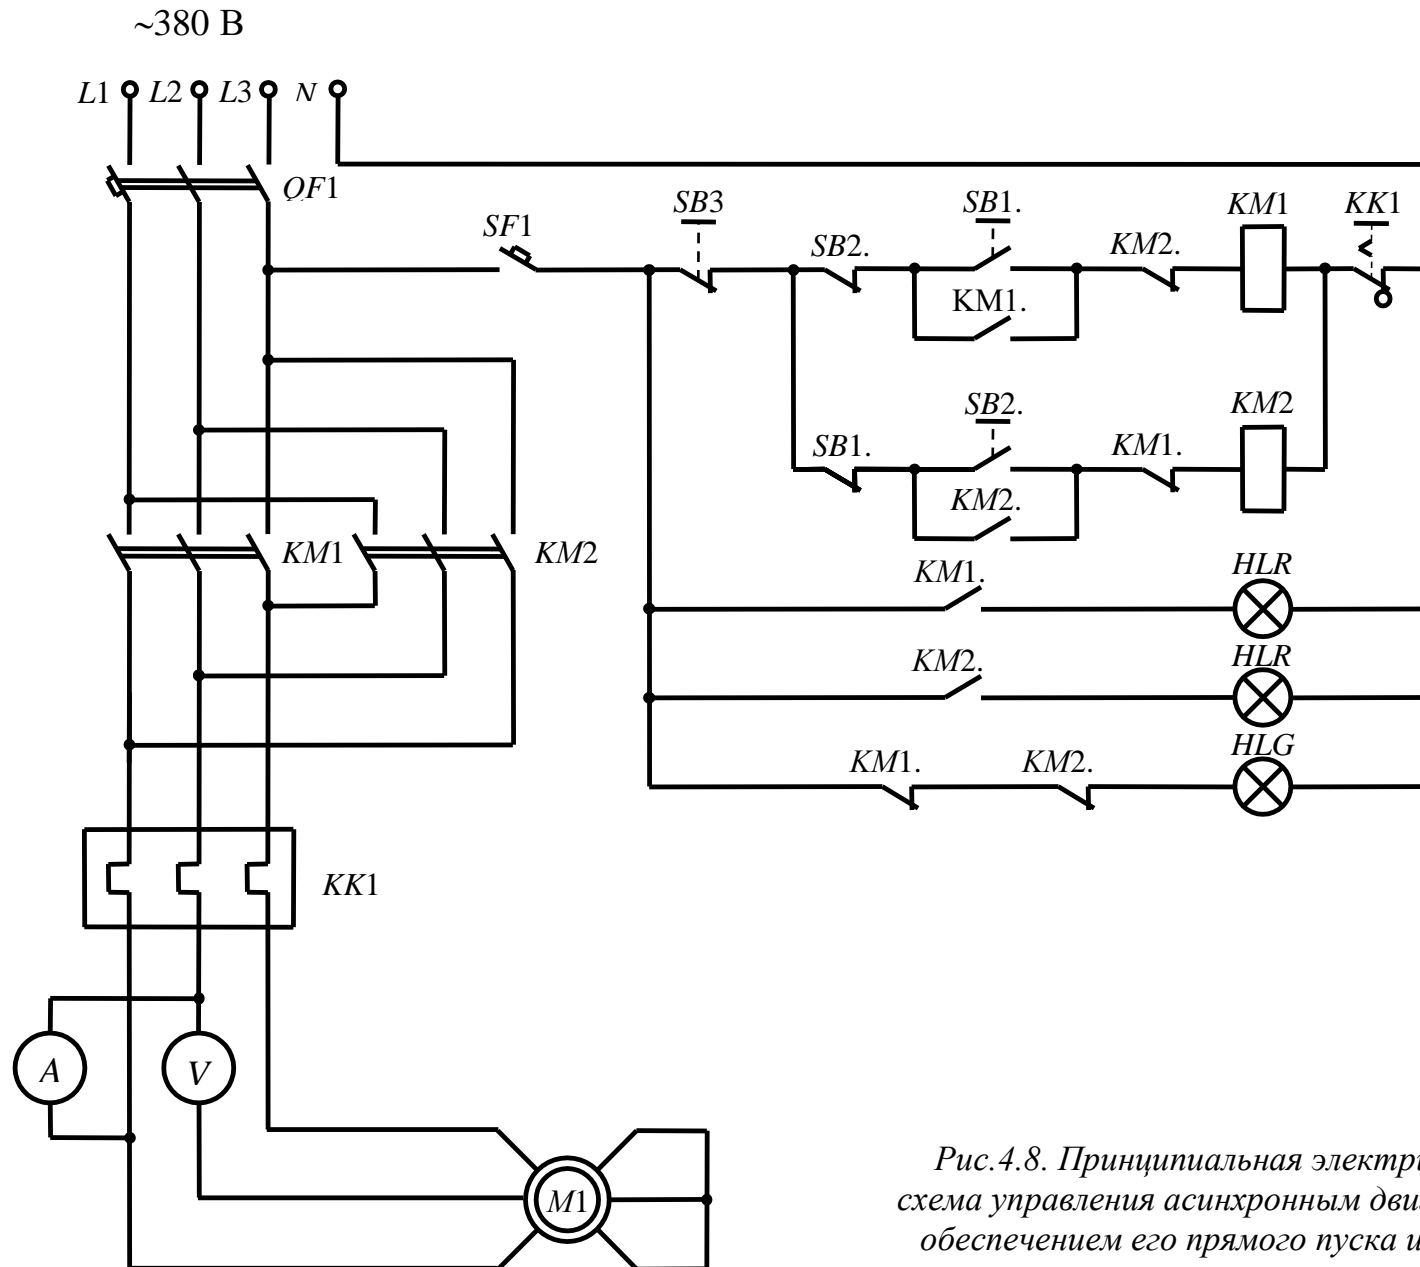 ~380 В
L1 L2 L3 N
QF1
SF1
SB3
SB2.
SB1.
KM1.
KM2.
KM1
KK1
SB1.
SB2.
KM2.
KM1.
KM2
KM1
KM2
KM1.
HLR
KM2.
HLR
KM1.
KM2.
HLG
KK1
A
V
M1
Рис.4.8. Принципиальная электри
схема управления асинхронным дви
обеспечением его прямого пуска и